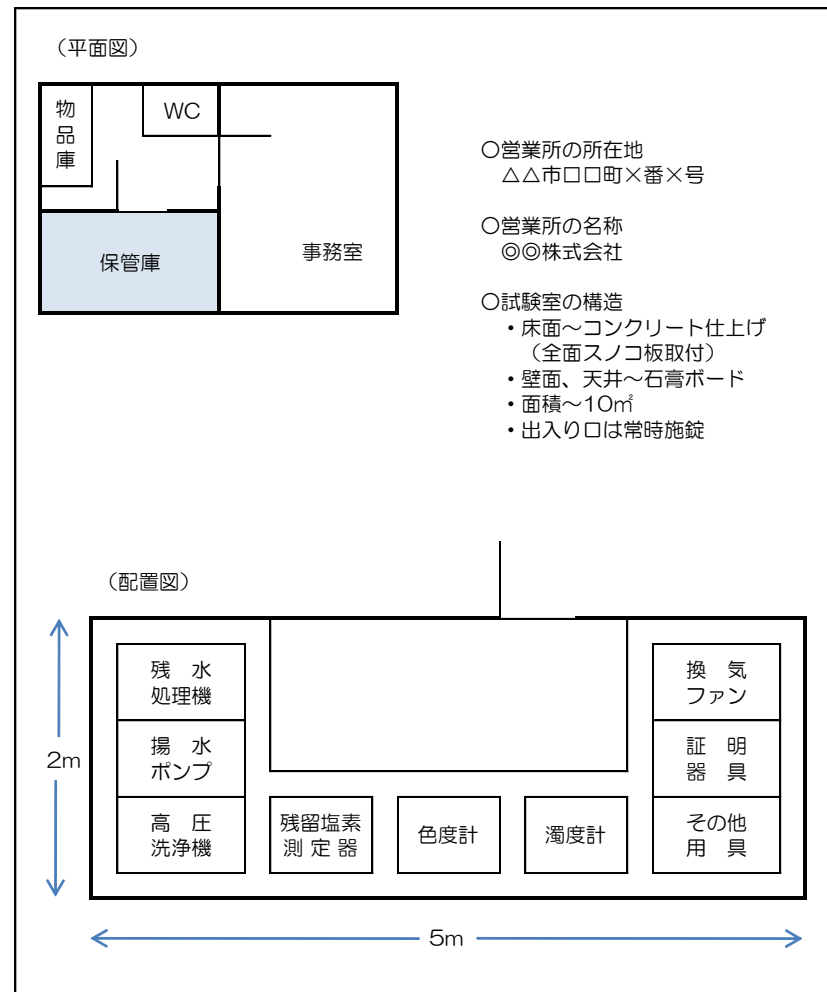 （平面図）
物品庫
WC
保管庫
事務室
〇営業所の所在地
△△市□□町×番×号
〇営業所の名称
◎◎株式会社
〇試験室の構造
・床面～コンクリート仕上げ
（全面スノコ板取付）
・壁面、天井～石膏ボード
・面積～10㎡
・出入り口は常時施錠
（配置図）
残　水
処理機
揚　水
ポンプ
高　圧
洗浄機
残留塩素
測 定 器
色度計
濁度計
換　気
ファン
証　明
器　具
その他
用　具
2m
5m